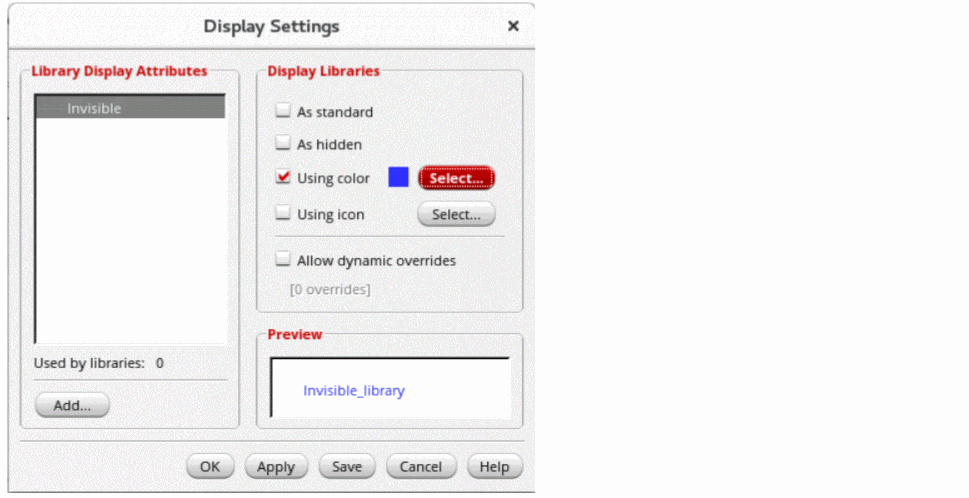 Display Settings
Library Display Attributes
Invisible
Used by libraries: 0
Add...
Display Libraries
As standard
As hidden
Using color Select...
Using icon Select...
Allow dynamic overrides
[0 overrides]
Preview
Invisible_library
OK Apply Save Cancel Help